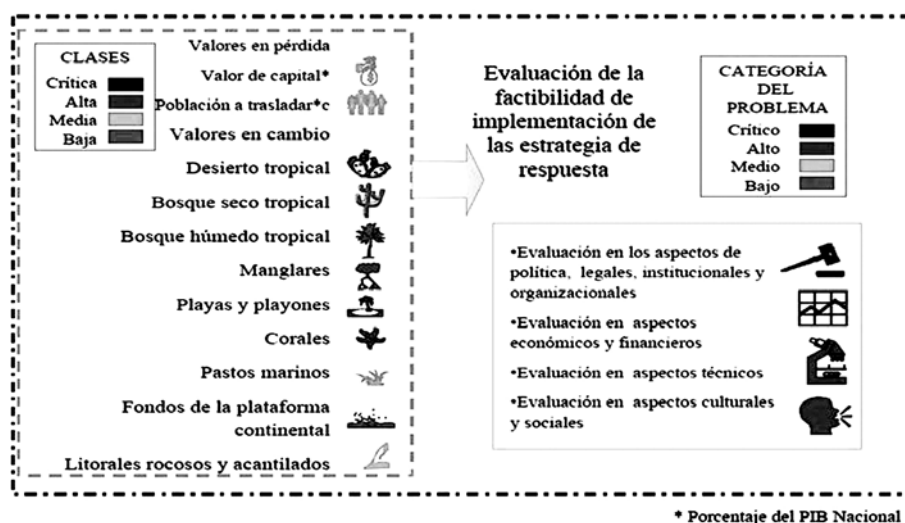 CLASES
Crítica
Alta
Media
Baja
Valores en pérdida
Valor de capital*
Población a trasladar*c
Valores en cambio
Desierto tropical
Bosque seco tropical
Bosque húmedo tropical
Manglares
Playas y playones
Corales
Pastos marinos
Fondos de la plataforma
continental
Litorales rocosos y acantilados
Evaluación de la
factibilidad de
implementación de
las estrategia de
respuesta
CATEGORÍA
DEL
PROBLEMA
Crítico
Alto
Medio
Bajo
•Evaluación en los aspectos de
política, legales, institucionales y
organizacionales
•Evaluación en aspectos
económicos y financieros
•Evaluación en aspectos técnicos
•Evaluación en aspectos culturales
y sociales
* Porcentaje del PIB Nacional